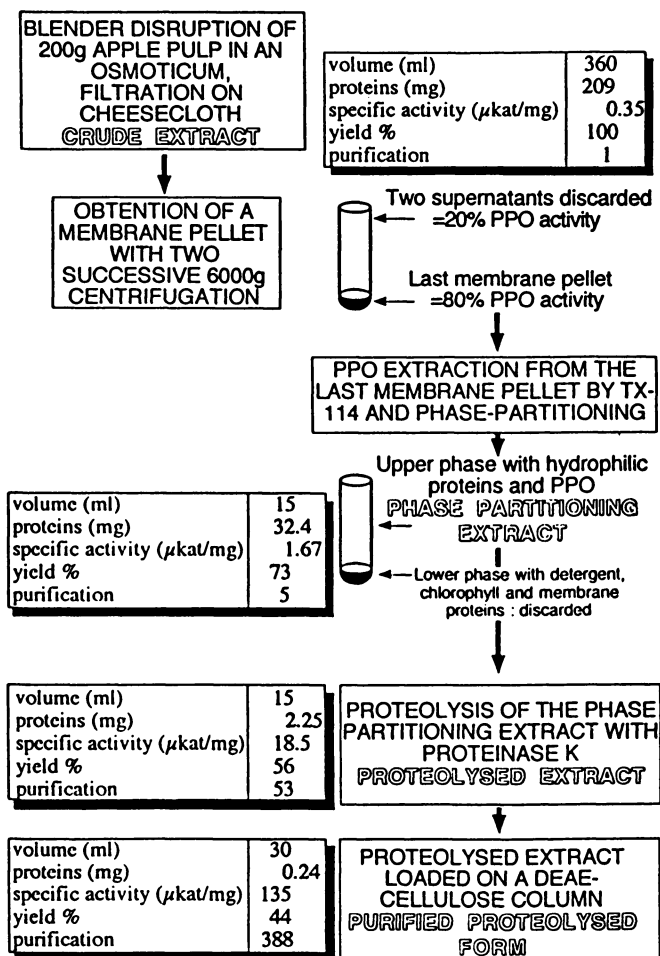 BLENDER DISRUPTION OF
200g APPLE PULP IN AN
OSMOTICUM,
FILTRATION ON
CHEESECLOTH
CRUDE EXTRACT
volume (ml) 360
proteins (mg) 209
specific activity (μkat/mg) 0.35
yield % 100
purification 1
OBTENTION OF A
MEMBRANE PELLET
WITH TWO
SUCCESSIVE 6000g
CENTRIFUGATION
Two supernatants discarded
=20% PPO activity
Last membrane pellet
=80% PPO activity
PPO EXTRACTION FROM THE
LAST MEMBRANE PELLET BY TX-
114 AND PHASE-PARTITIONING
Upper phase with hydrophilic
proteins and PPO
PHASE PARTITIONING
EXTRACT
Lower phase with detergent,
chlorophyll and membrane
proteins : discarded
volume (ml) 15
proteins (mg) 32.4
specific activity (μkat/mg) 1.67
yield % 73
purification 5
volume (ml) 15
proteins (mg) 2.25
specific activity (μkat/mg) 18.5
yield % 56
purification 53
PROTEOLYSIS OF THE PHASE
PARTITIONING EXTRACT WITH
PROTEINASE K
PROTEOLYSED EXTRACT
volume (ml) 30
proteins (mg) 0.24
specific activity (μkat/mg) 135
yield % 44
purification 388
PROTEOLYSED EXTRACT
LOADED ON A DEAE-
CELLULOSE COLUMN
PURIFIED PROTEOLYSED
FORM